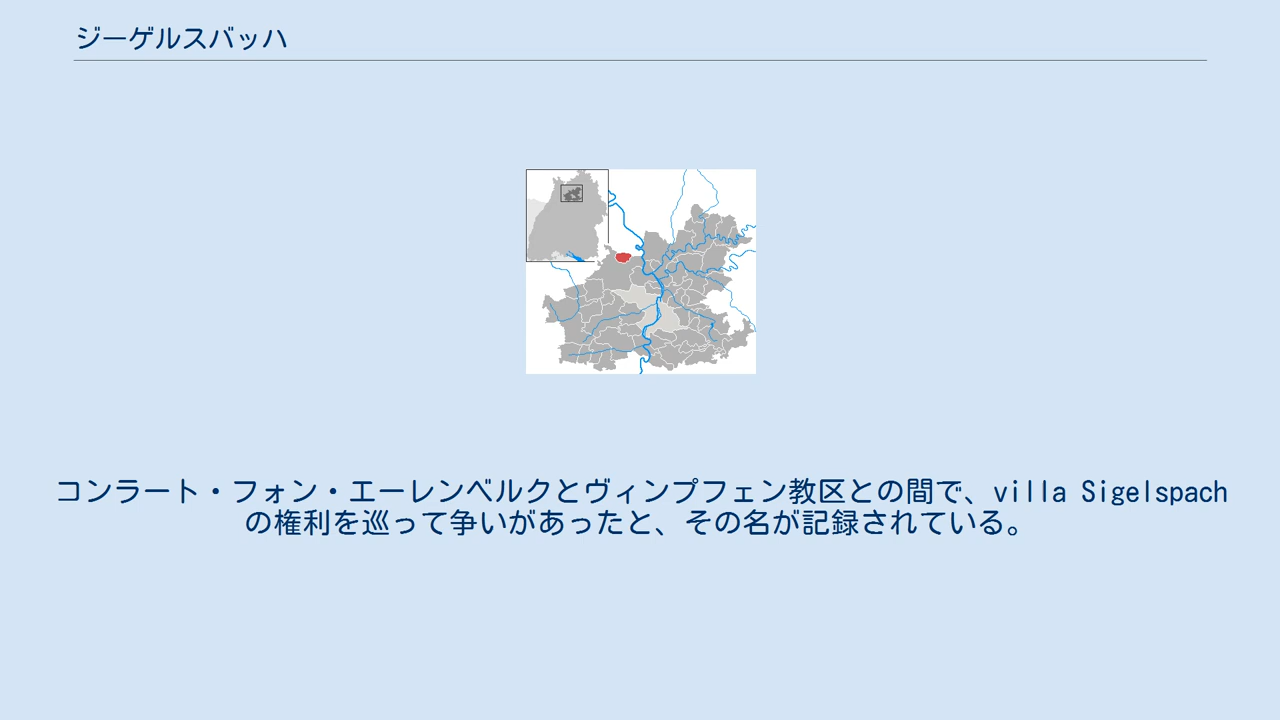 ジーゲルスバッハ
コンラート・フォン・エーレンベルクとヴィンプフェン教区との間で、villa Sigelspach
の権利を巡って争いがあったと、その名が記録されている。